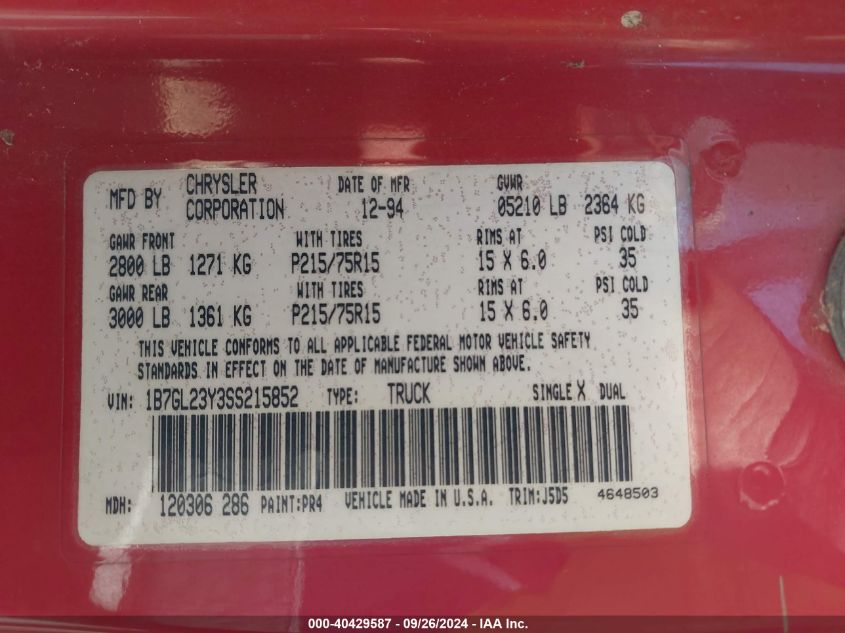 MFD BY CHRYSLER CORPORATION DATE OF MFR 12-94 GVWR 05210 LB 2364 KG
GAWR FRONT WITH TIRES RIMS AT PSI COLD
2800 LB 1271 KG P215/75R15 15 X 6.0 35
GAWR REAR WITH TIRES RIMS AT PSI COLD
3000 LB 1361 KG P215/75R15 15 X 6.0 35
THIS VEHICLE CONFORMS TO ALL APPLICABLE FEDERAL MOTOR VEHICLE SAFETY
STANDARDS IN EFFECT ON THE DATE OF MANUFACTURE SHOWN ABOVE.
VIN: 1B7GL23Y3SS215852 TYPE: TRUCK SINGLE X DUAL
MDH: 120306 286 PAINT:PR4 VEHICLE MADE IN U.S.A. TRIM:J5D5 4648503
000-40429587 - 09/26/2024 - IAA Inc.